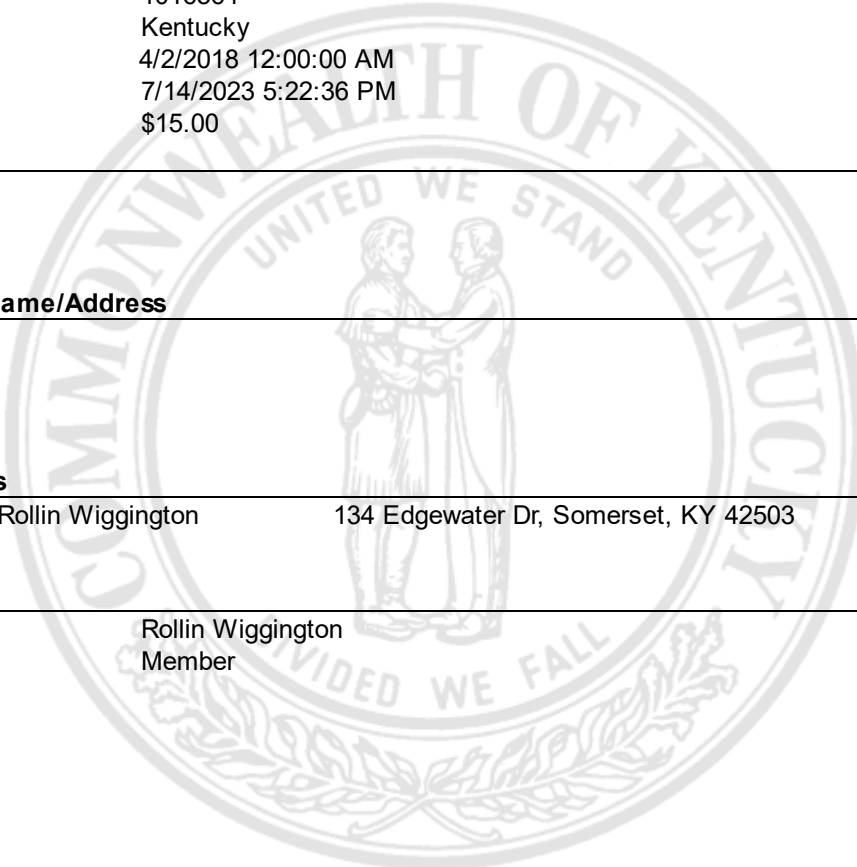 Kentucky
4/2/2018 12:00:00 AM
7/14/2023 5:22:36 PM
$15.00
COMMONWEALTH OF KENTUCKY
UNITED WE STAND
ame/Address
s
Rollin Wiggington 134 Edgewater Dr, Somerset, KY 42503
Rollin Wiggington
Member
DIVIDED WE FALL